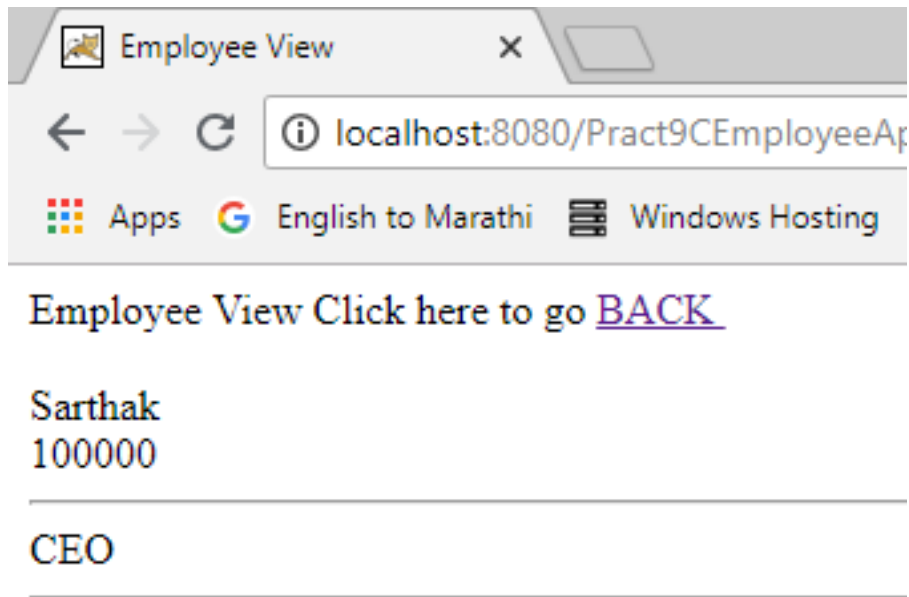 Employee View
localhost:8080/Pract9CEmployeeAp
Apps English to Marathi Windows Hosting
Employee View Click here to go BACK
Sarthak
100000
CEO